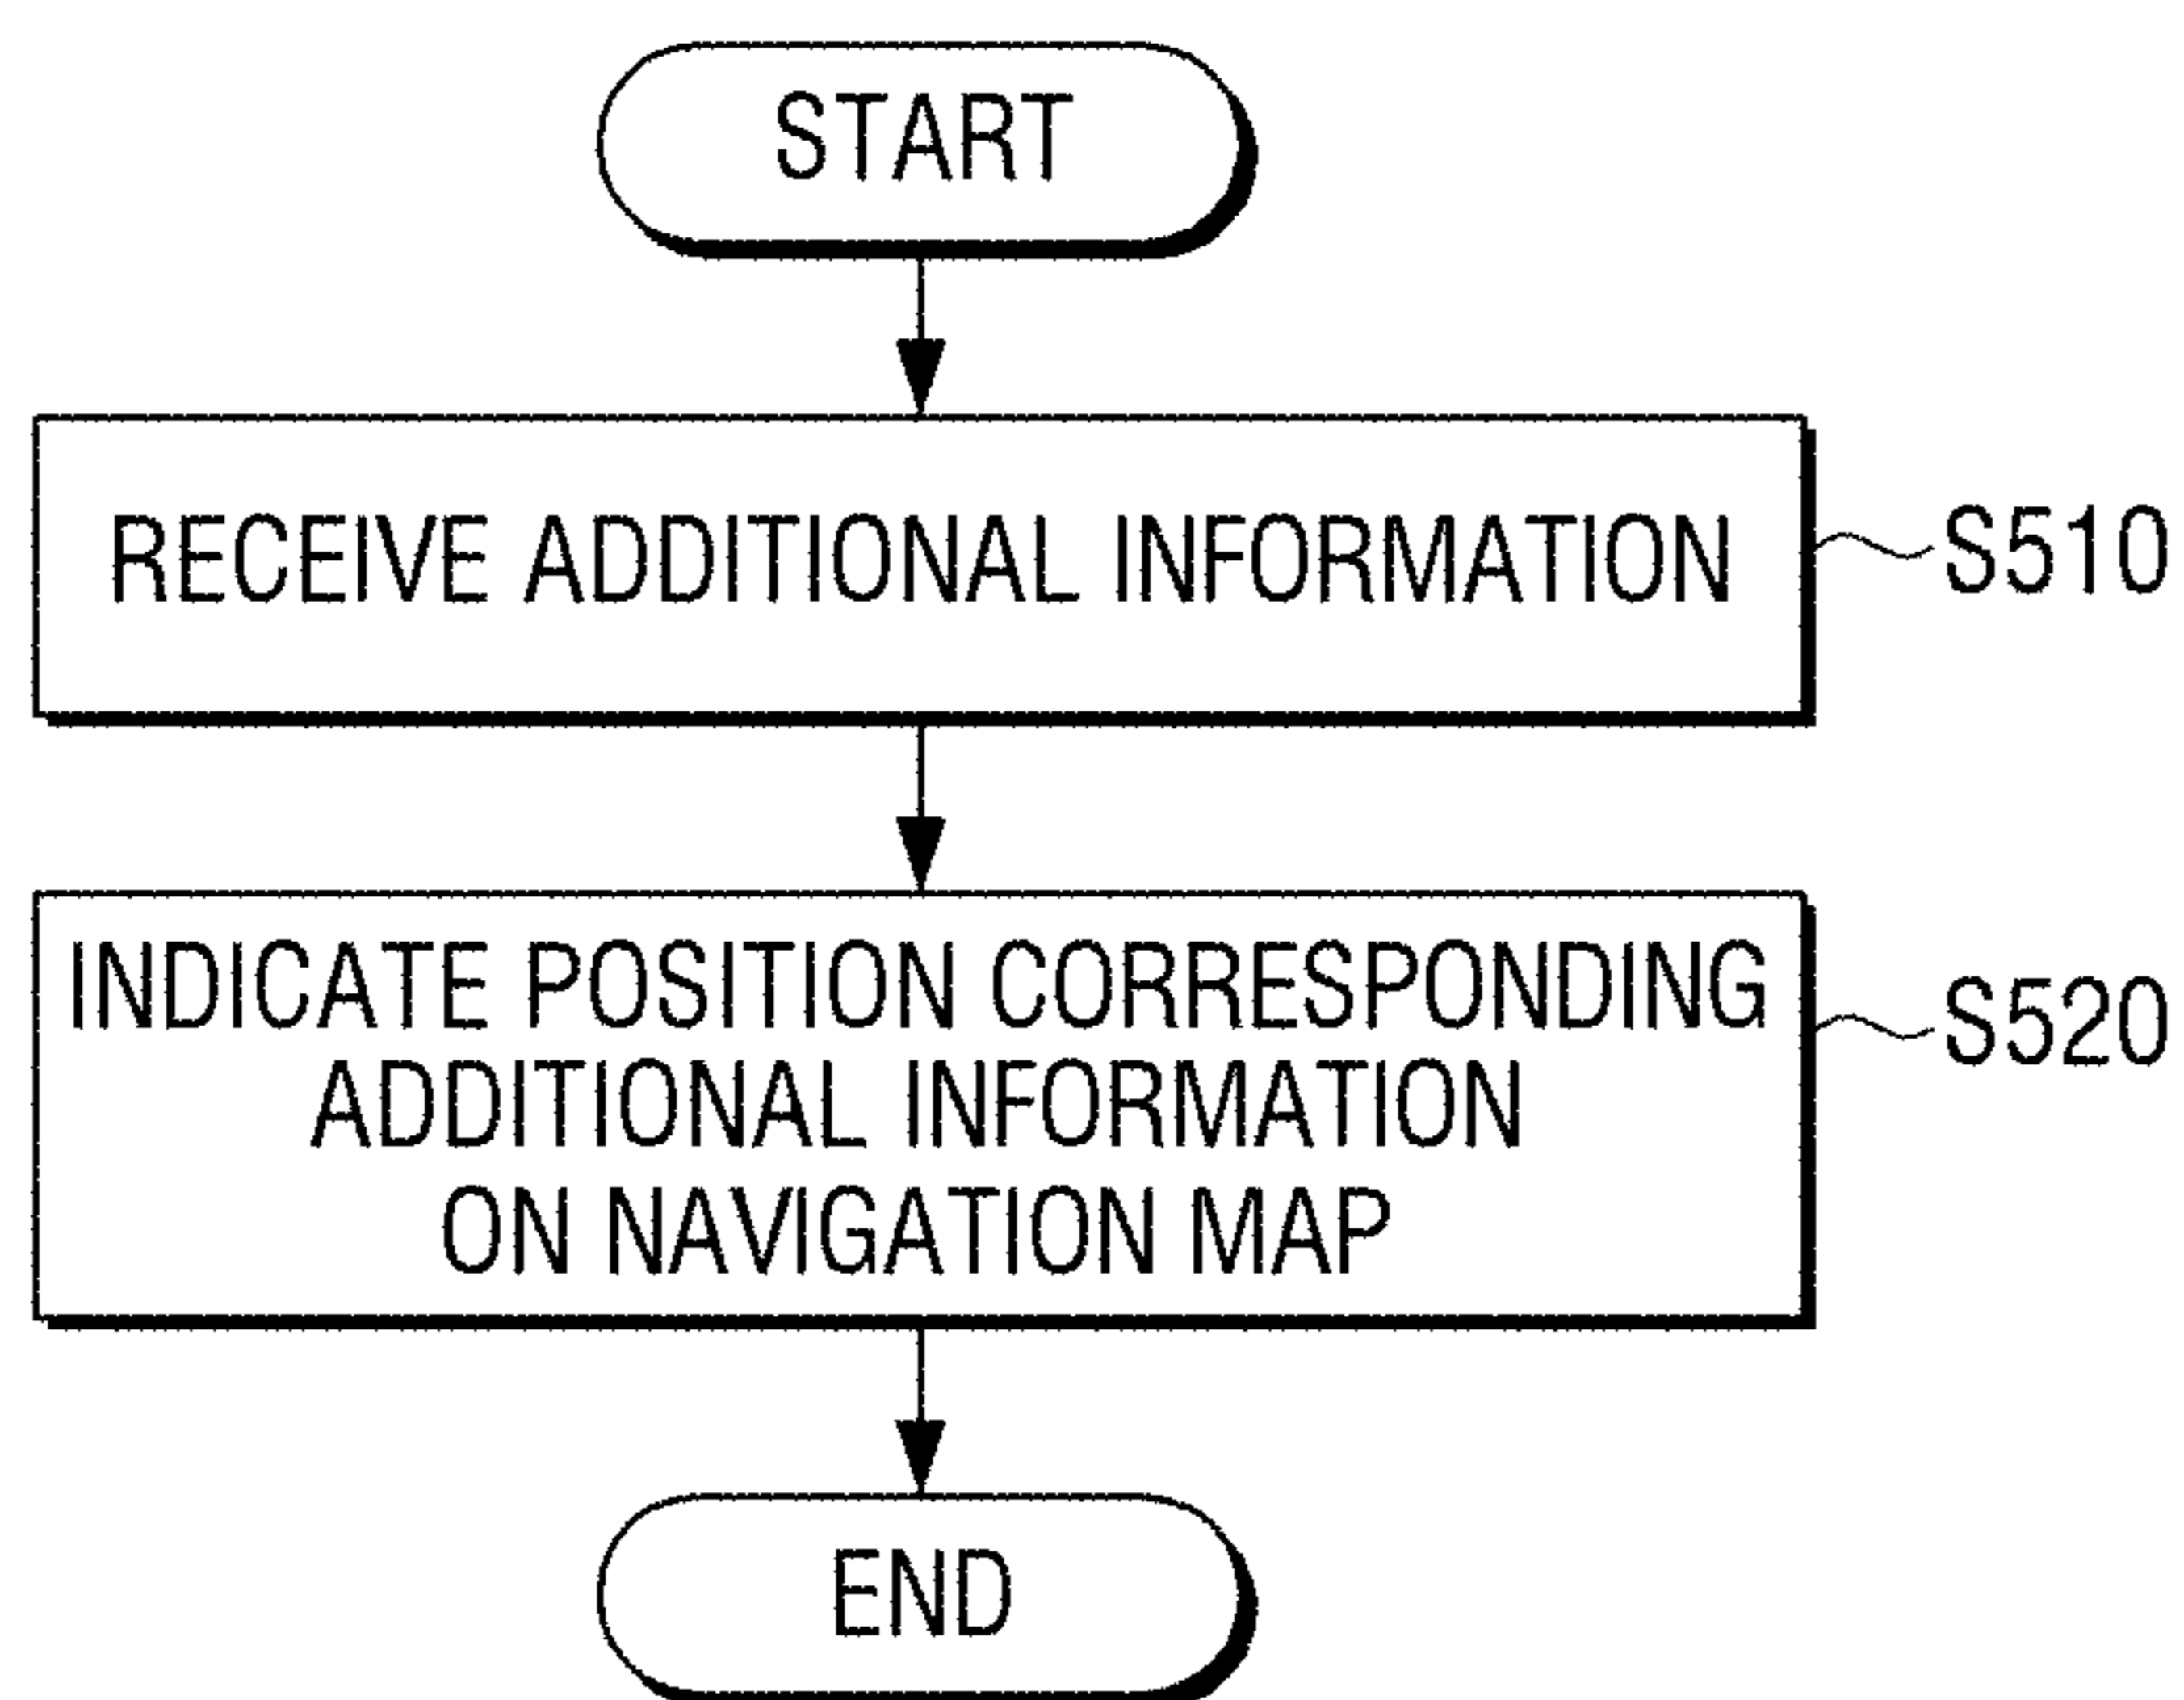 START
RECEIVE ADDITIONAL INFORMATION
S510
INDICATE POSITION CORRESPONDING
ADDITIONAL INFORMATION
ON NAVIGATION MAP
S520
END